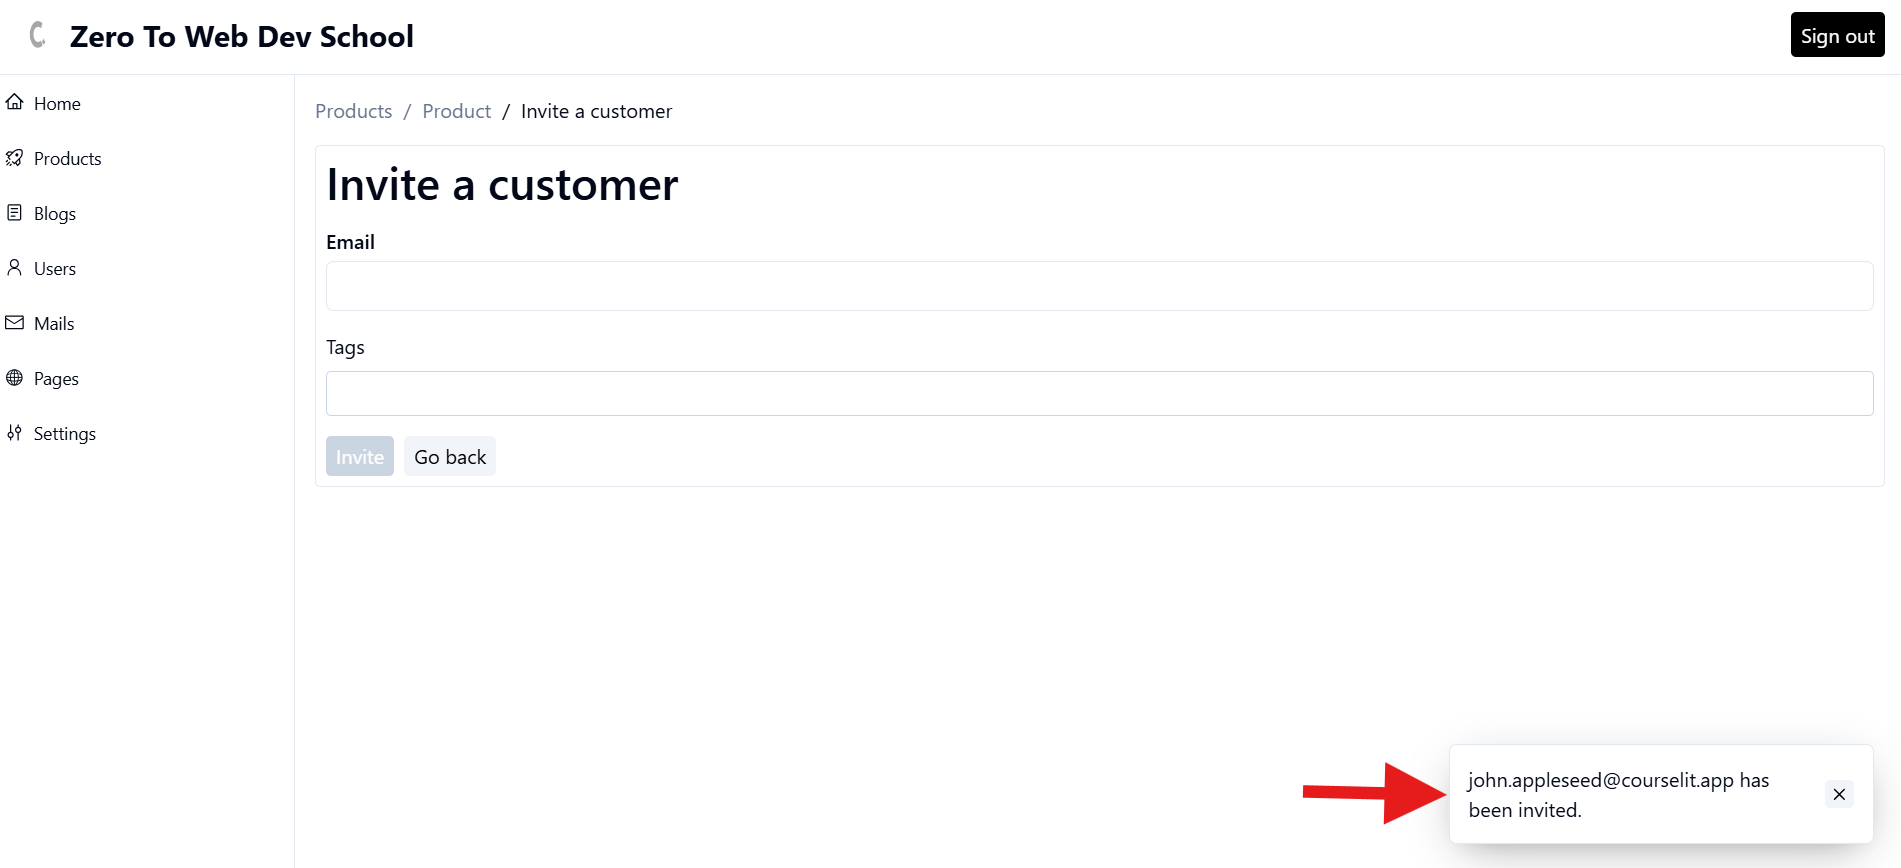 Zero To Web Dev School
Sign out
Home
Products
Blogs
Users
Mails
Pages
Settings
Products / Product / Invite a customer
Invite a customer
Email
Tags
Invite
Go back
john.appleseed@courselit.app has
been invited.